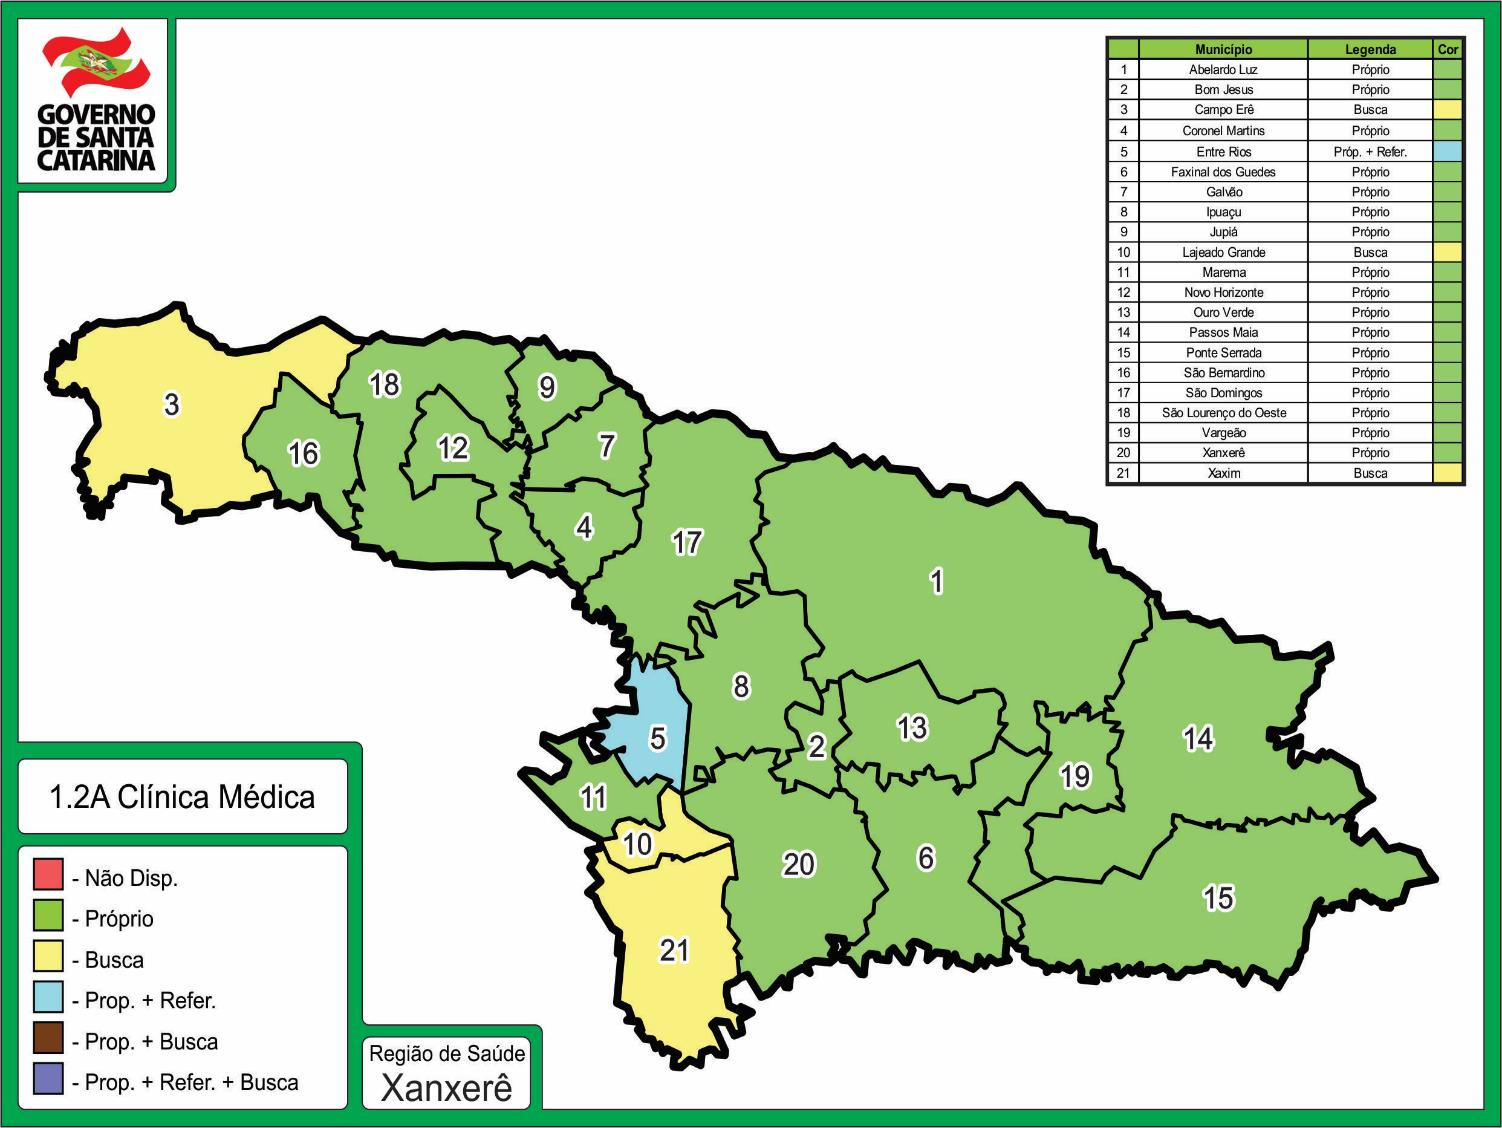 GOVERNO
DE SANTA
CATARINA
Município Legenda Cor
1 Abelardo Luz Próprio
2 Bom Jesus Próprio
3 Campo Erê Busca
4 Coronel Martins Próprio
5 Entre Rios Próp. + Refer.
6 Faxinal dos Guedes Próprio
7 Galvão Próprio
8 Ipuaçu Próprio
9 Jupiá Próprio
10 Lajeado Grande Busca
11 Marema Próprio
12 Novo Horizonte Próprio
13 Ouro Verde Próprio
14 Passos Maia Próprio
15 Ponte Serrada Próprio
16 São Bernardino Próprio
17 São Domingos Próprio
18 São Lourenço do Oeste Próprio
19 Vargeão Próprio
20 Xanxerê Próprio
21 Xaxim Busca
3
18
9
16
12
7
4
17
1
8
5
13
2
14
19
11
10
20
6
15
21
1.2A Clínica Médica
- Não Disp.
- Próprio
- Busca
- Prop. + Refer.
- Prop. + Busca
- Prop. + Refer. + Busca
Região de Saúde
Xanxerê